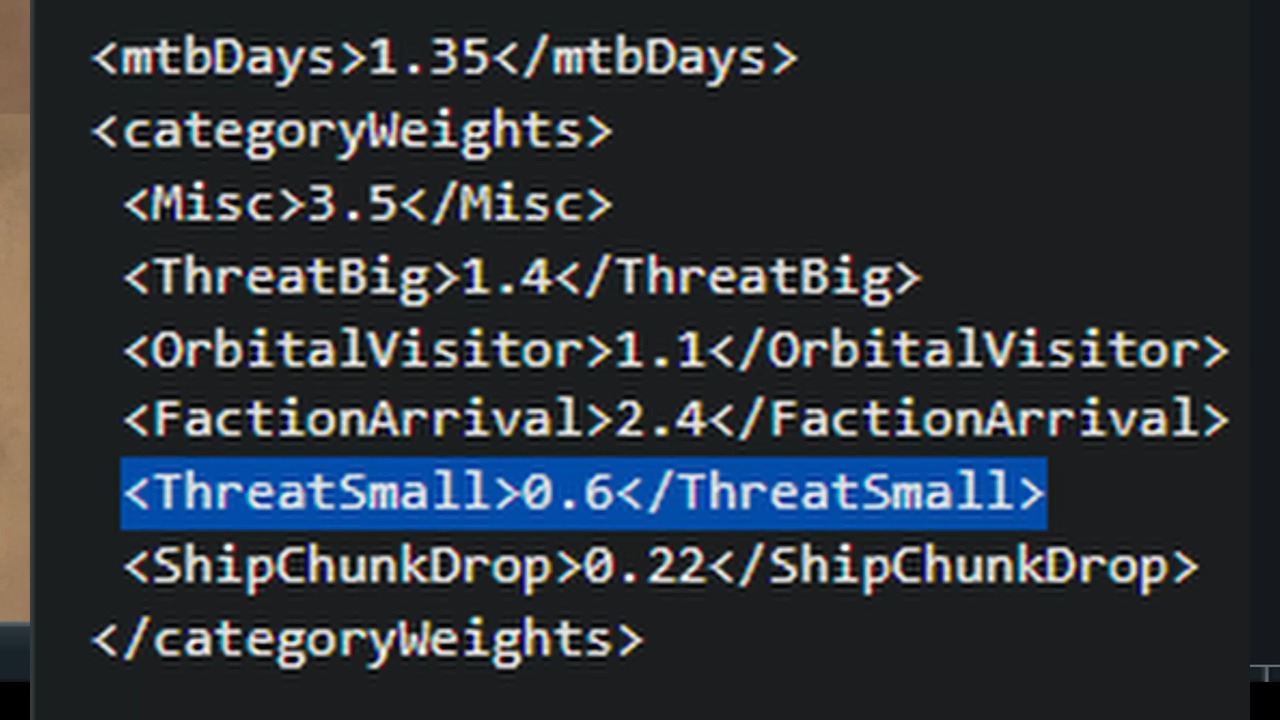 <mtbDays>1.35</mtbDays>
<categoryWeights>
<Misc>3.5</Misc>
<ThreatBig>1.4</ThreatBig>
<OrbitalVisitor>1.1</OrbitalVisitor>
<FactionArrival>2.4</FactionArrival>
<ThreatSmall>0.6</ThreatSmall>
<ShipChunkDrop>0.22</ShipChunkDrop>
</categoryWeights>